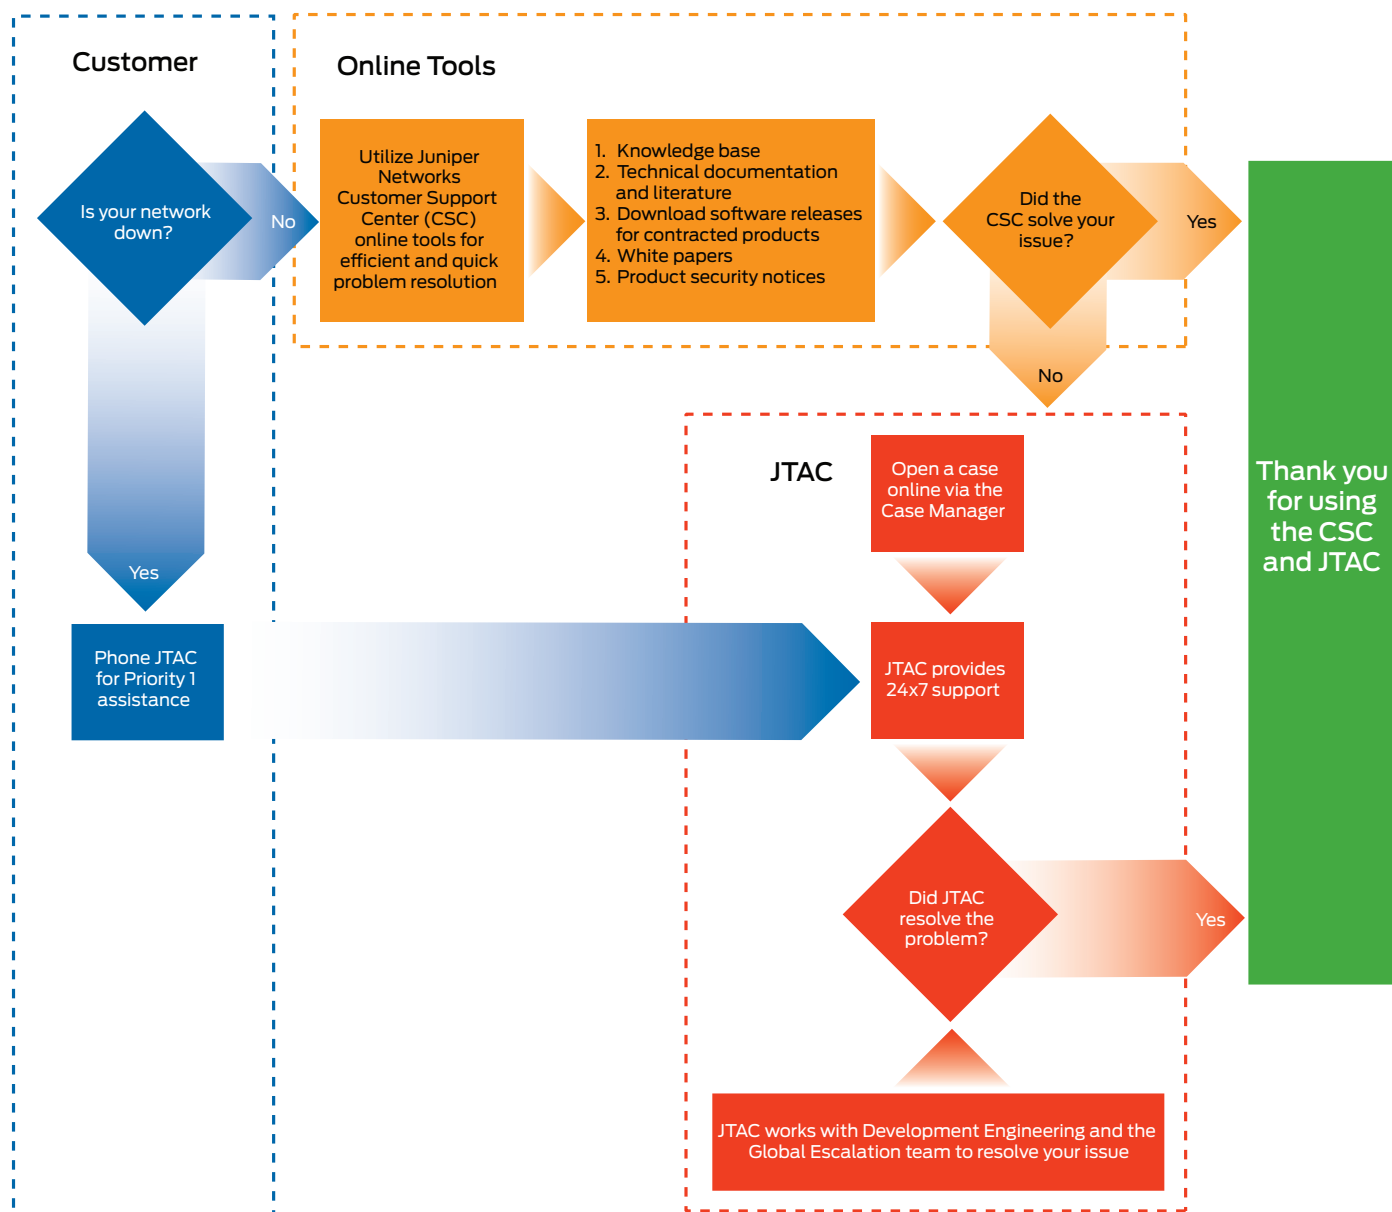 Customer
Is your network
down?
No
Yes
Phone JTAC
for Priority 1
assistance
Online Tools
Utilize Juniper
Networks
Customer Support
Center (CSC)
online tools for
efficient and quick
problem resolution
1. Knowledge base
2. Technical documentation
and literature
3. Download software releases
for contracted products
4. White papers
5. Product security notices
Did the
CSC solve your
issue?
Yes
No
JTAC
Open a case
online via the
Case Manager
JTAC provides
24x7 support
Did JTAC
resolve the
problem?
Yes
JTAC works with Development Engineering and the
Global Escalation team to resolve your issue
Thank you
for using
the CSC
and JTAC